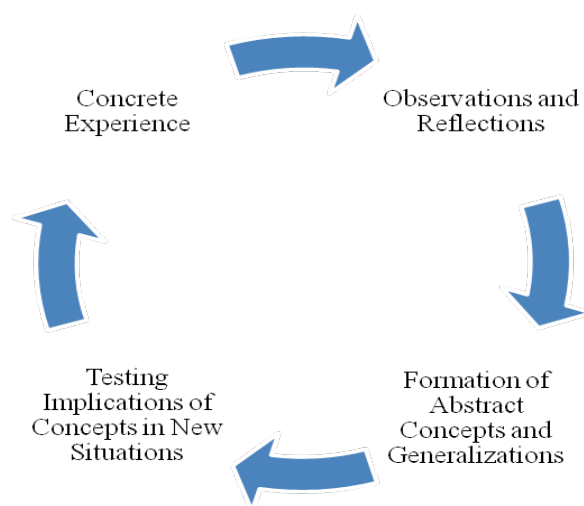 Concrete
Experience
Observations and
Reflections
Formation of
Abstract
Concepts and
Generalizations
Testing
Implications of
Concepts in New
Situations